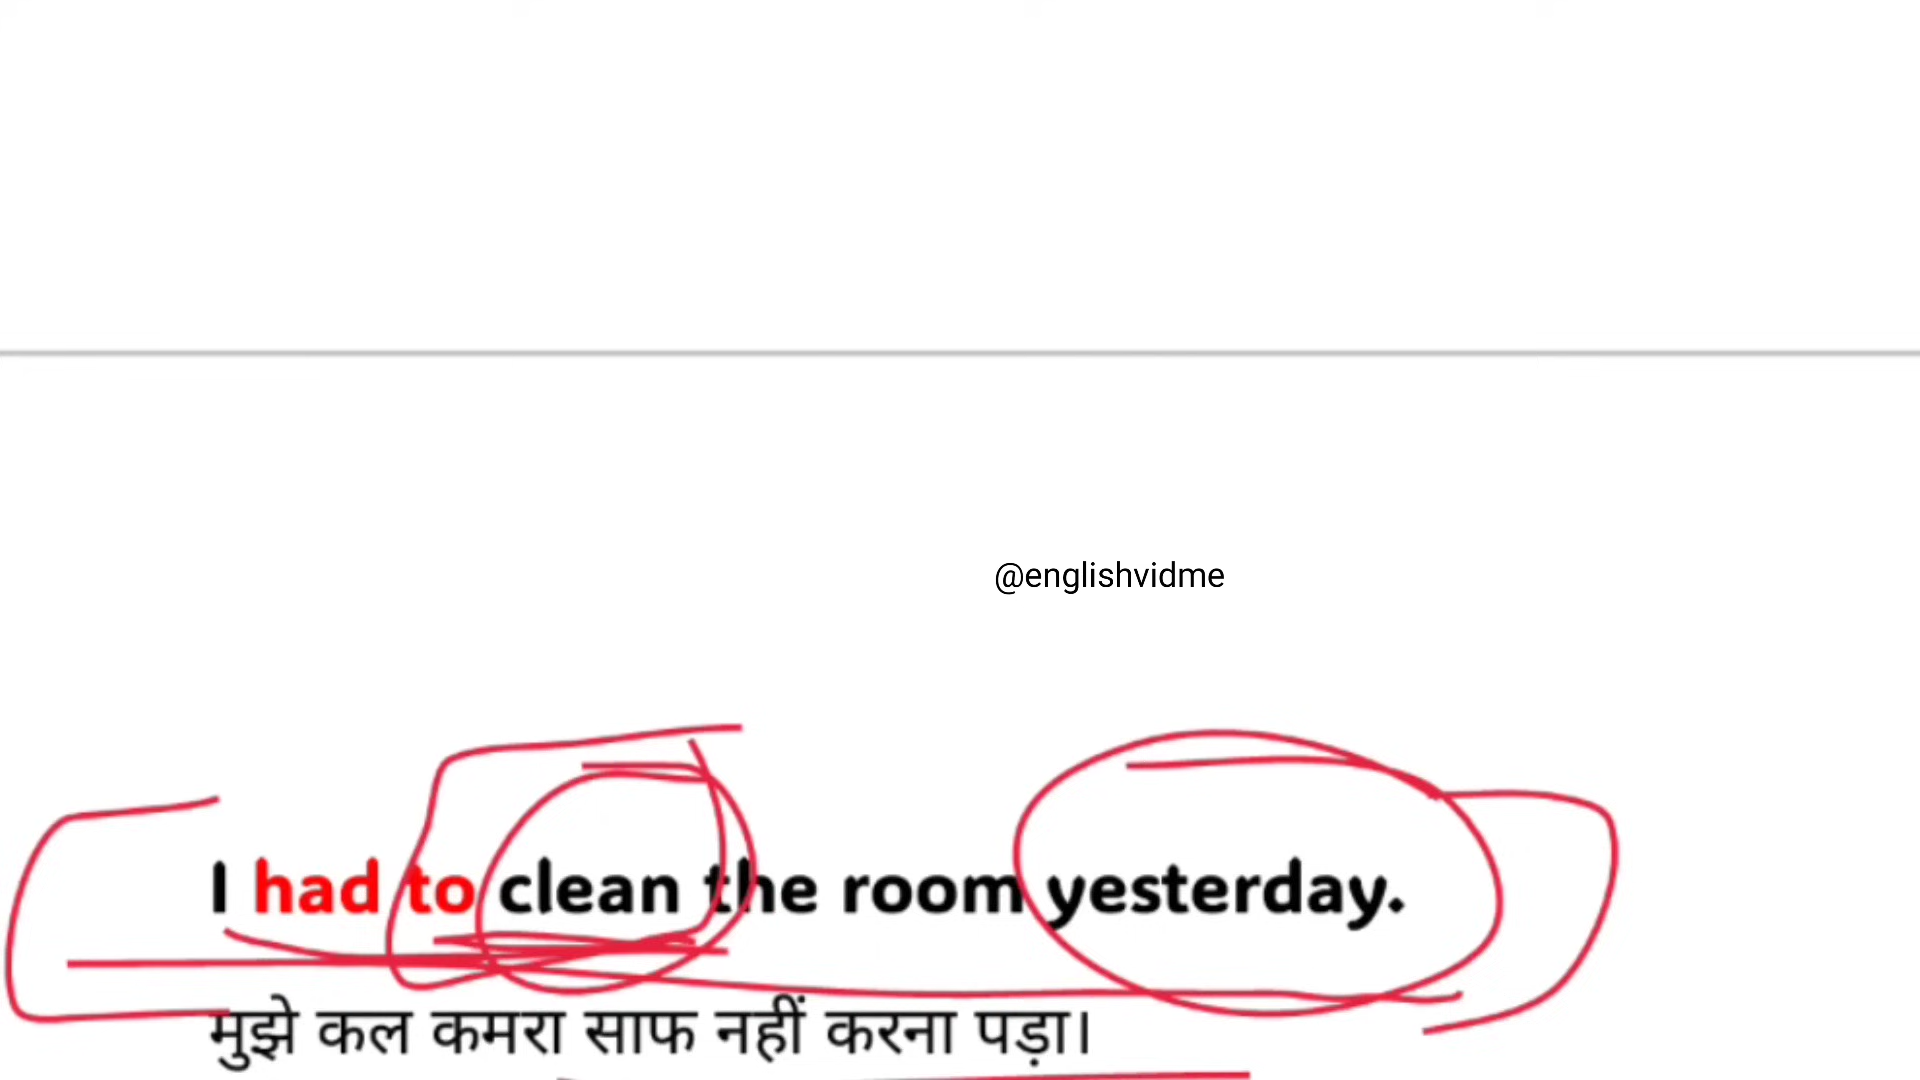 @englishvidme
I had to clean the room yesterday.
मुझे कल कमरा साफ नहीं करना पड़ा।